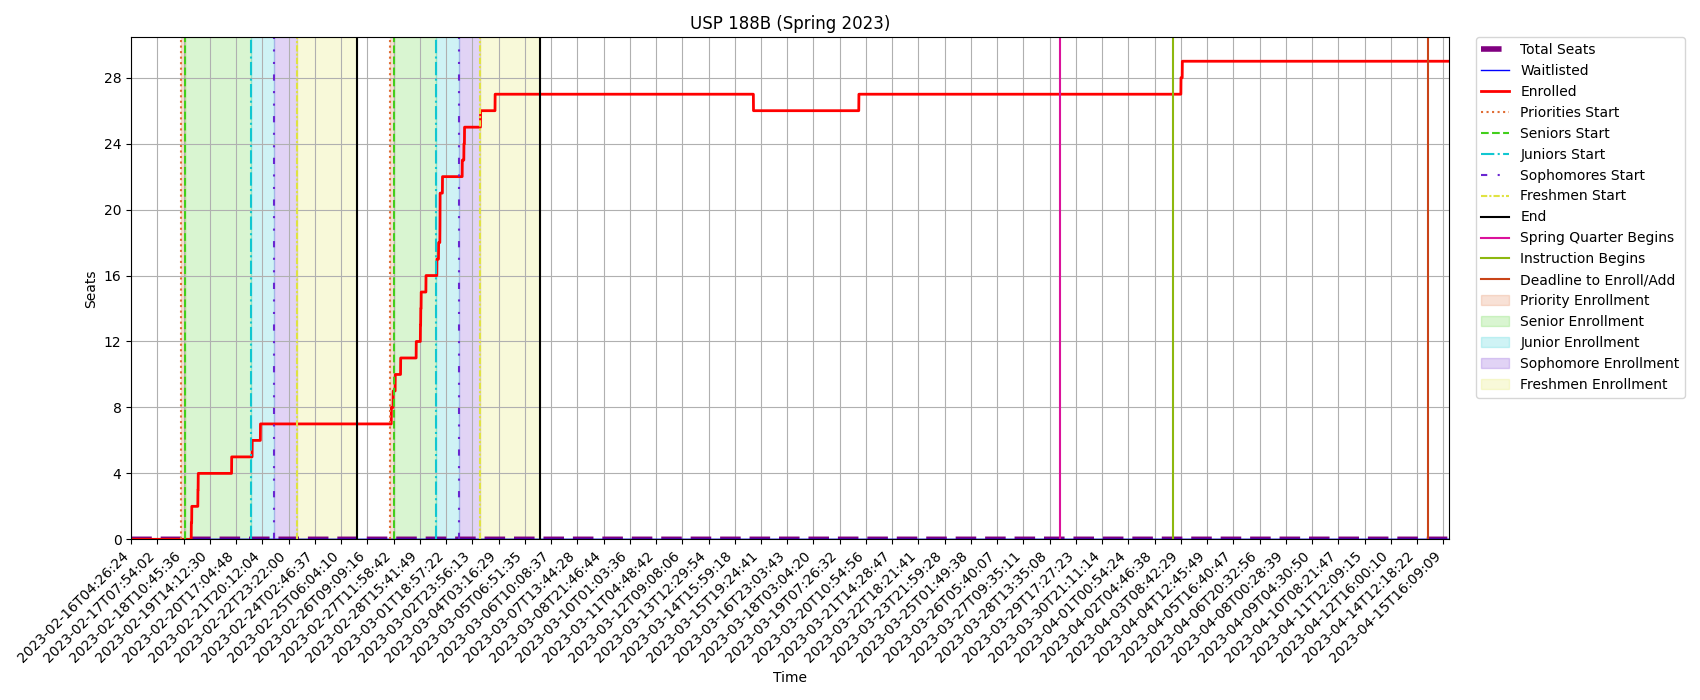 USP 188B (Spring 2023)
Seats
28
24
20
16
12
8
4
0
2023-02-16T04:26:24
2023-02-17T07:54:02
2023-02-18T10:45:36
2023-02-19T14:12:30
2023-02-20T17:04:48
2023-02-21T20:12:04
2023-02-22T23:22:00
2023-02-24T02:46:37
2023-02-25T06:04:10
2023-02-26T09:09:16
2023-02-27T11:58:42
2023-02-28T15:41:49
2023-03-01T18:57:22
2023-03-02T23:56:13
2023-03-04T03:16:29
2023-03-05T06:51:35
2023-03-06T10:08:37
2023-03-07T13:44:28
2023-03-08T21:46:44
2023-03-10T01:03:36
2023-03-11T04:48:42
2023-03-12T09:08:06
2023-03-13T12:29:54
2023-03-14T15:59:18
2023-03-15T19:24:41
2023-03-16T23:03:43
2023-03-18T03:04:20
2023-03-19T07:26:32
2023-03-20T10:54:56
2023-03-21T14:28:47
2023-03-22T18:21:41
2023-03-23T21:59:28
2023-03-25T01:49:38
2023-03-26T05:40:07
2023-03-27T09:35:11
2023-03-28T13:35:08
2023-03-29T17:27:23
2023-03-30T21:11:14
2023-04-01T00:54:24
2023-04-02T04:46:38
2023-04-03T08:42:29
2023-04-04T12:45:49
2023-04-05T16:40:47
2023-04-06T20:32:56
2023-04-08T00:28:39
2023-04-09T04:30:50
2023-04-10T08:21:47
2023-04-11T12:09:15
2023-04-12T16:00:10
2023-04-14T12:18:22
2023-04-15T16:09:09
Time
Total Seats
Waitlisted
Enrolled
Priorities Start
Seniors Start
Juniors Start
Sophomores Start
Freshmen Start
End
Spring Quarter Begins
Instruction Begins
Deadline to Enroll/Add
Priority Enrollment
Senior Enrollment
Junior Enrollment
Sophomore Enrollment
Freshmen Enrollment